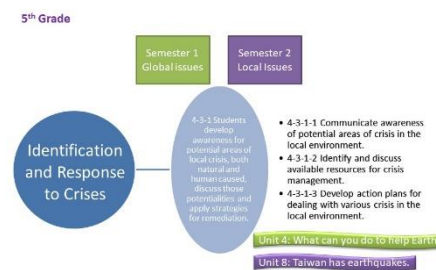 5th Grade
Semester 1
Global issues
Semester 2
Local Issues
Identification
and Response
to Crises
4-3-1 Students
develop
awareness for
potential areas of
local crisis, both
natural and
human caused,
discuss those
potentialities and
apply strategies
for remediation.
• 4-3-1-1 Communicate awareness
of potential areas of crisis in the
local environment.
• 4-3-1-2 Identify and discuss
available resources for crisis
management.
• 4-3-1-3 Develop action plans for
dealing with various crisis in the
local environment.
Unit 4: What can you do to help Earth
Unit 8: Taiwan has earthquakes.